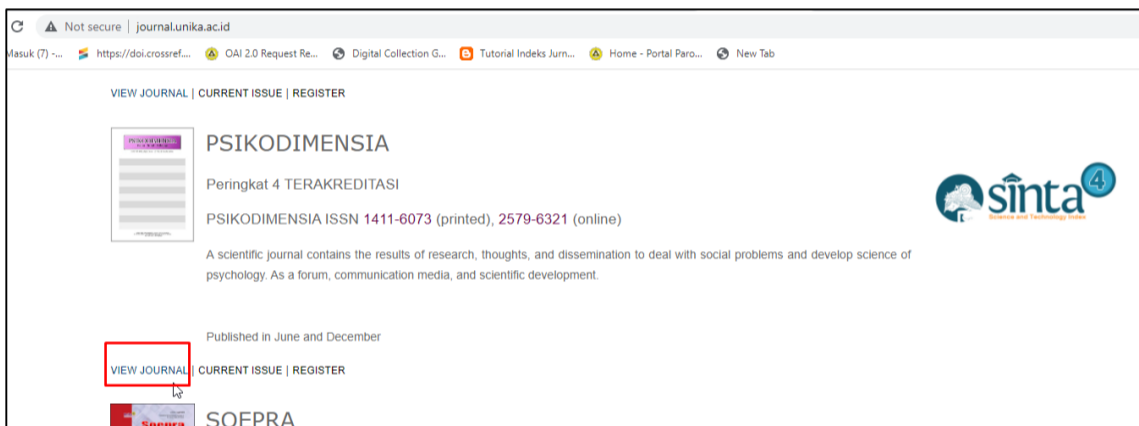 Not secure | journal.unika.ac.id
Masuk (7) -... https://doi.crossref.... OAI 2.0 Request Re... Digital Collection G... Tutorial Indeks Jurn... Home - Portal Paro... New Tab
VIEW JOURNAL | CURRENT ISSUE | REGISTER
PSIKODIMENSIA
Peringkat 4 TERAKREDITASI
PSIKODIMENSIA ISSN 1411-6073 (printed), 2579-6321 (online)
A scientific journal contains the results of research, thoughts, and dissemination to deal with social problems and develop science of
psychology. As a forum, communication media, and scientific development.
sinta 4
Science and Technology Index
Published in June and December
VIEW JOURNAL | CURRENT ISSUE | REGISTER
Soepra
SOEPRA